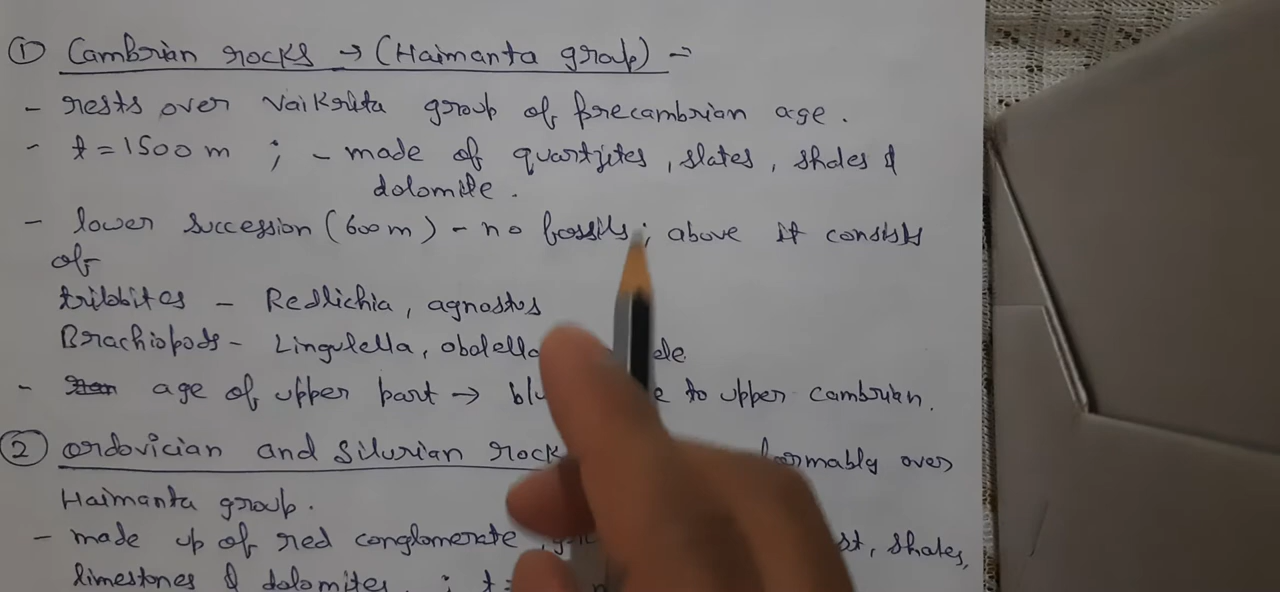 ① Cambrian rocks → (Haimanta group) :-
- rests over Vaikrita group of precambrian age.
- t = 1500 m ; - made of quartzites, slates, shales &
dolomite.
- lower succession (600 m) - no fossils ; above it consists
of
trilobites - Redlichia, agnostus
Brachiopods - Lingulella, obolella
- age of upper part → to upper cambrian.
② ordovician and Silurian over
Haimanta group.
- made up of red conglomerate, shales,
limestones & dolomites. ; t =